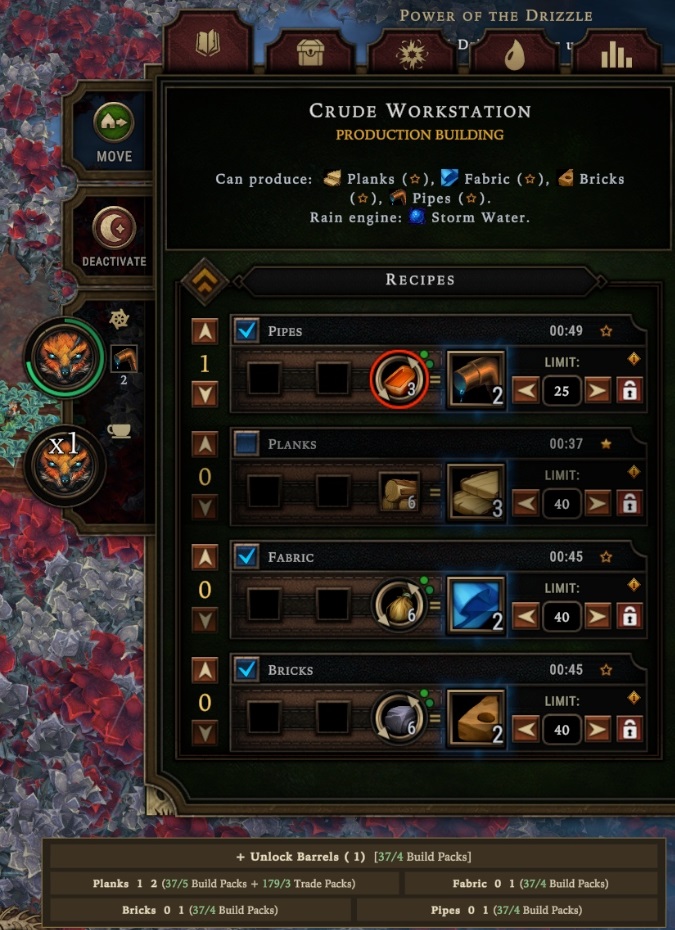 POWER OF THE DRIZZLE
MOVE
DEACTIVATE
2
x1
CRUDE WORKSTATION
PRODUCTION BUILDING
Can produce: Planks (☆), Fabric (☆), Bricks
(☆), Pipes (☆).
Rain engine: Storm Water.
RECIPES
1
PIPES
00:49
3
=
2
LIMIT:
25
0
PLANKS
00:37
6
=
3
LIMIT:
40
0
FABRIC
00:45
6
=
2
LIMIT:
40
0
BRICKS
00:45
6
=
2
LIMIT:
40
+ Unlock Barrels ( 1) [37/4 Build Packs]
Planks 1 2 (37/5 Build Packs + 179/3 Trade Packs)
Fabric 0 1 (37/4 Build Packs)
Bricks 0 1 (37/4 Build Packs)
Pipes 0 1 (37/4 Build Packs)